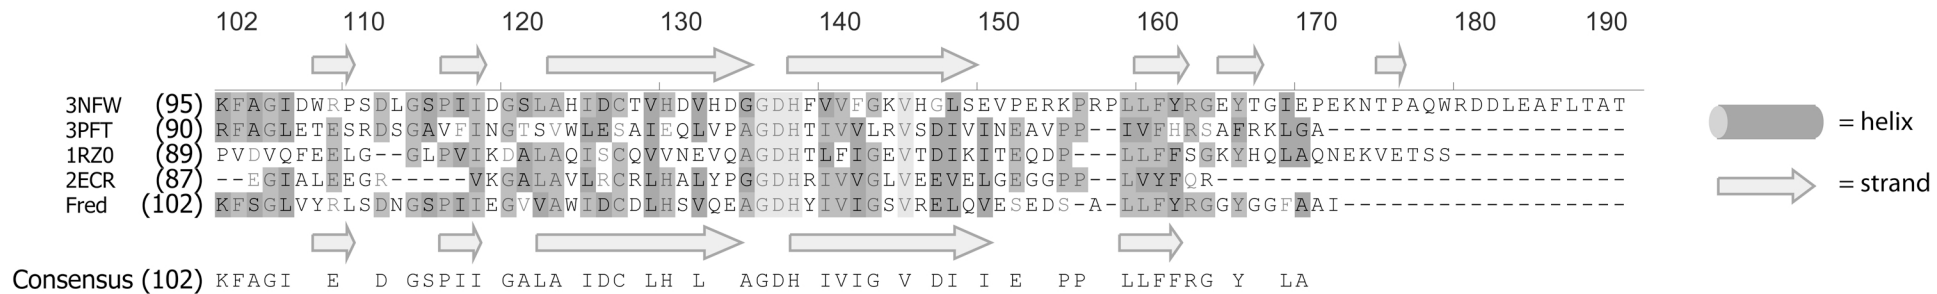 102 110 120 130 140 150 160 170 180 190
3NFW (95) KFAGIDWRPSDLGSPIIDGSLAHIDCTVHDVHDGGDHFVVFGKVHGLSEVPERKPRPLLFYRGEYTGIEPEKNTPAQWRDDLEAFLTAT
= helix
3PFT (90) RFAGLETESRDSGAVFINGTSVWLESAIEQLVPAGDHTIVVLRVSDIVINEAVPP--IVFHRSAFRKLGA-------------------
1RZ0 (89) PVDVQFEELG--GLPVIKDALAQISCQVVNEVQAGDHTLFIGEVTDIKITEQDP---LLFFSGKYHQLAQNEKVETSS-----------
2ECR (87) --EGIALEEGR-----VKGALAVLRCRLHALYPGGDHRIVVGLVEEVELGEGGPP--LVYFQR--------------------------
= strand
Fred (102) KFSGLVYRLSDNGSPIIEGVVAWIDCDLHSVQEAGDHYIVIGSVRELQVESEDS-A-LLFYRGGYGGFAAI------------------
Consensus (102) KFAGI E D GSPII GALA IDC LH L AGDH IVIG V DI I E PP LLFFRG Y LA